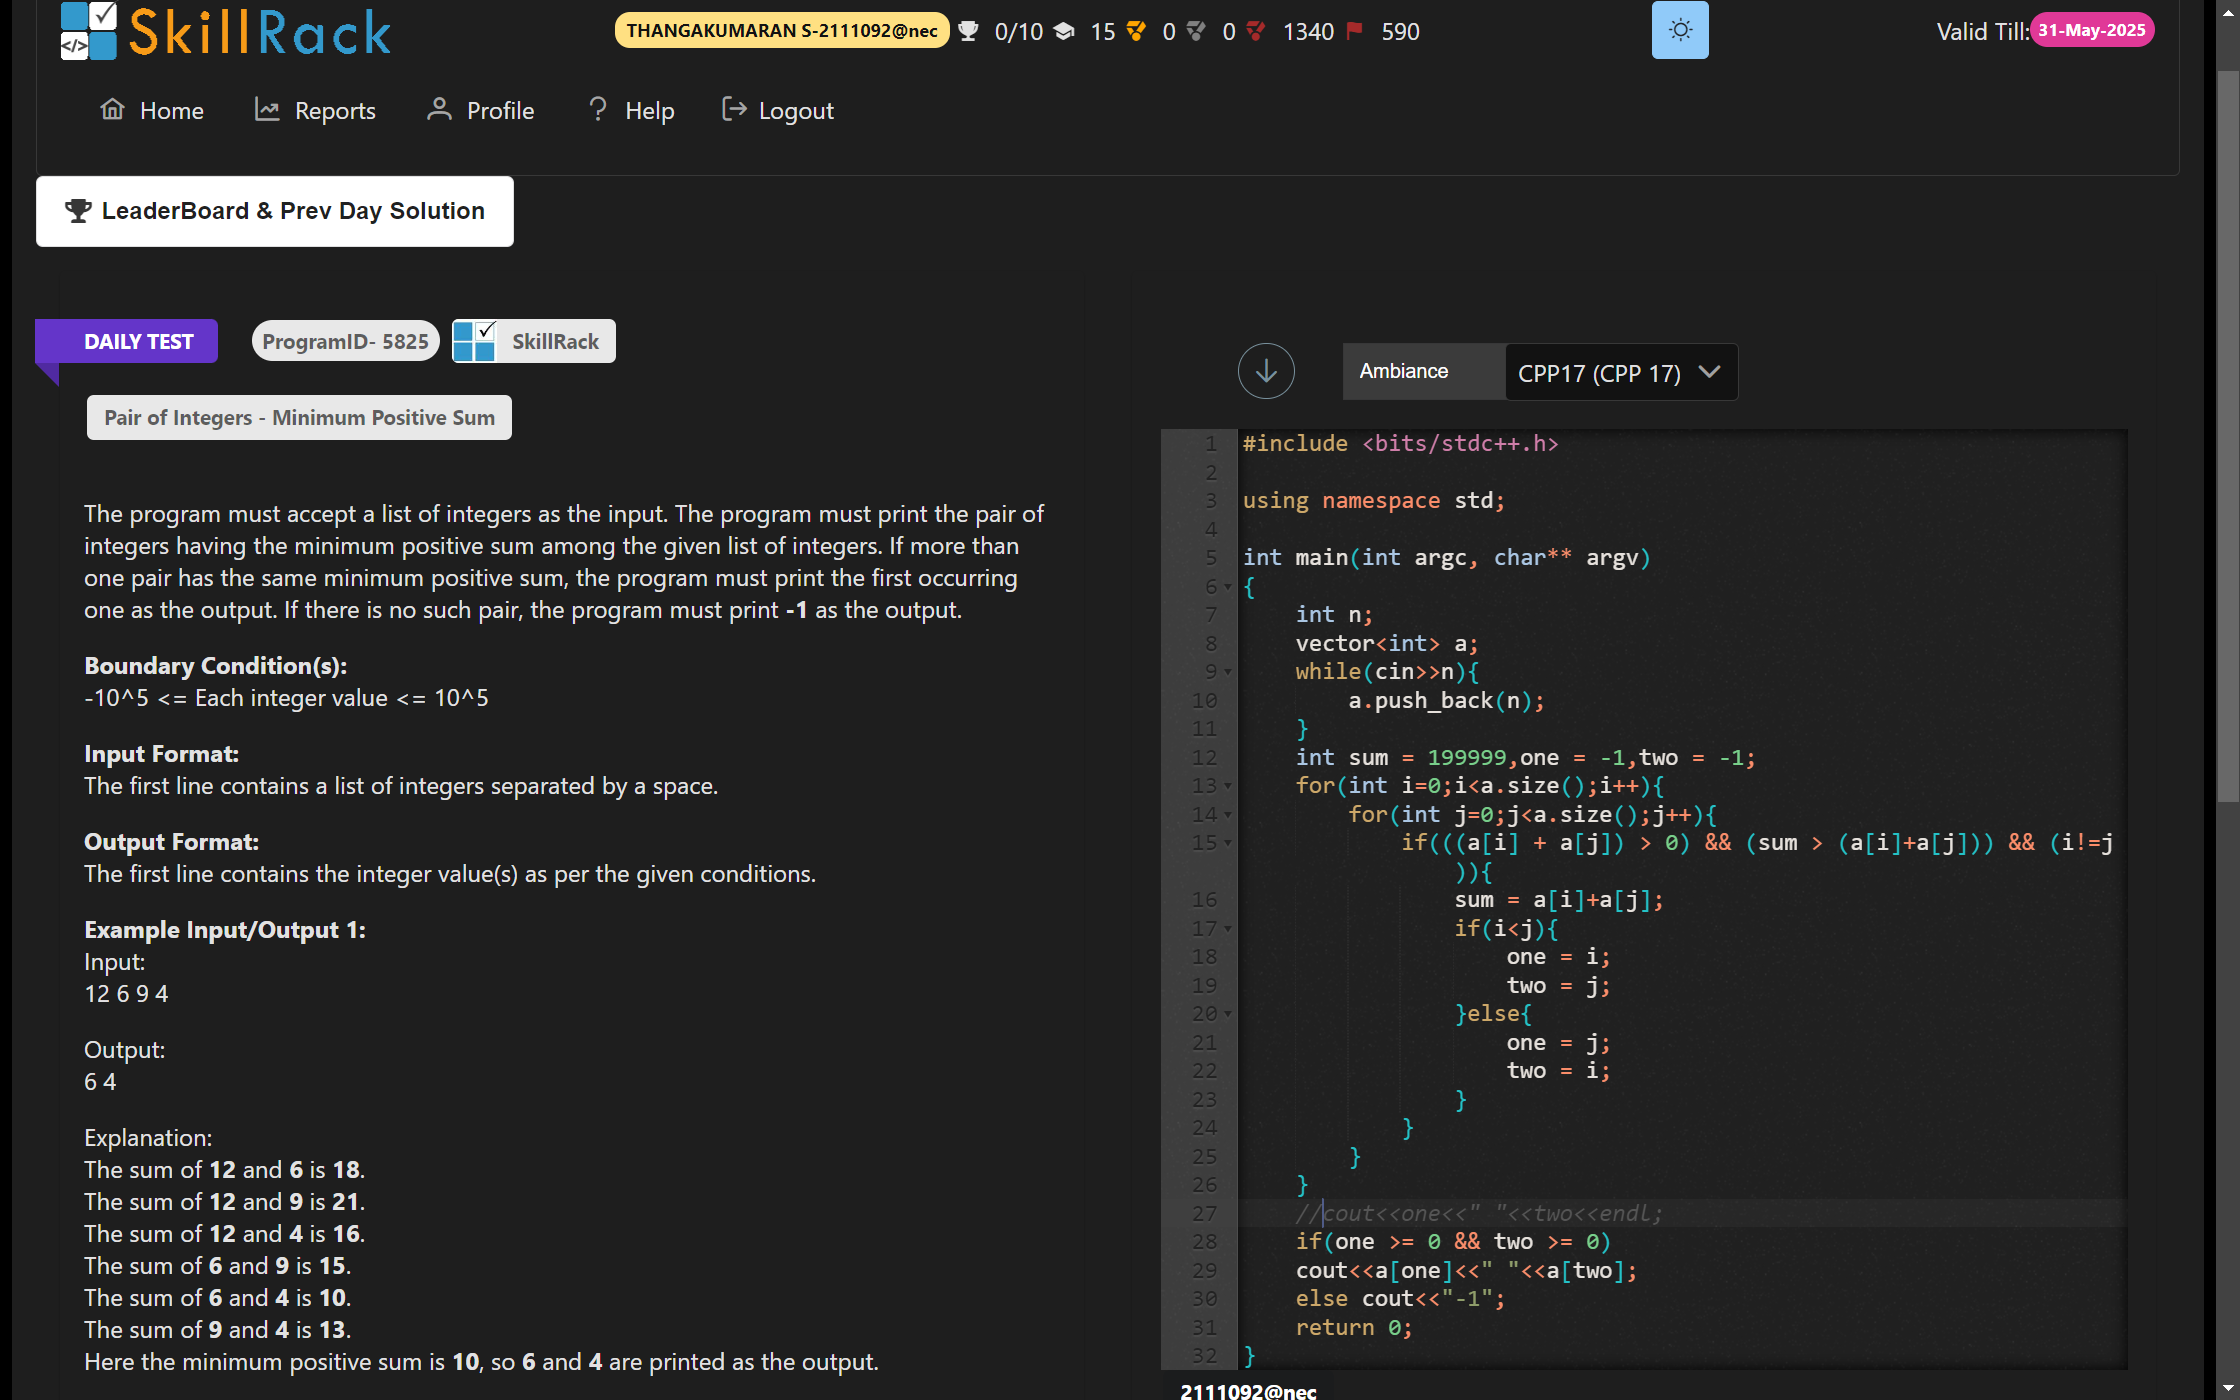 SkillRack
THANGAKUMARAN S-2111092@nec 0/10 15 0 0 1340 590
Valid Till: 31-May-2025
Home Reports Profile Help Logout
LeaderBoard & Prev Day Solution
DAILY TEST ProgramID- 5825 SkillRack
Pair of Integers - Minimum Positive Sum
The program must accept a list of integers as the input. The program must print the pair of
integers having the minimum positive sum among the given list of integers. If more than
one pair has the same minimum positive sum, the program must print the first occurring
one as the output. If there is no such pair, the program must print -1 as the output.
Boundary Condition(s):
-10^5 <= Each integer value <= 10^5
Input Format:
The first line contains a list of integers separated by a space.
Output Format:
The first line contains the integer value(s) as per the given conditions.
Example Input/Output 1:
Input:
12 6 9 4
Output:
6 4
Explanation:
The sum of 12 and 6 is 18.
The sum of 12 and 9 is 21.
The sum of 12 and 4 is 16.
The sum of 6 and 9 is 15.
The sum of 6 and 4 is 10.
The sum of 9 and 4 is 13.
Here the minimum positive sum is 10, so 6 and 4 are printed as the output.
Ambiance CPP17 (CPP 17)
1 #include <bits/stdc++.h>
2
3 using namespace std;
4
5 int main(int argc, char** argv)
6 {
7 int n;
8 vector<int> a;
9 while(cin>>n){
10 a.push_back(n);
11 }
12 int sum = 199999,one = -1,two = -1;
13 for(int i=0;i<a.size();i++){
14 for(int j=0;j<a.size();j++){
15 if(((a[i] + a[j]) > 0) && (sum > (a[i]+a[j])) && (i!=j
)){
16 sum = a[i]+a[j];
17 if(i<j){
18 one = i;
19 two = j;
20 }else{
21 one = j;
22 two = i;
23 }
24 }
25 }
26 }
27 //cout<<one<<" "<<two<<endl;
28 if(one >= 0 && two >= 0)
29 cout<<a[one]<<" "<<a[two];
30 else cout<<"-1";
31 return 0;
32 }
2111092@nec